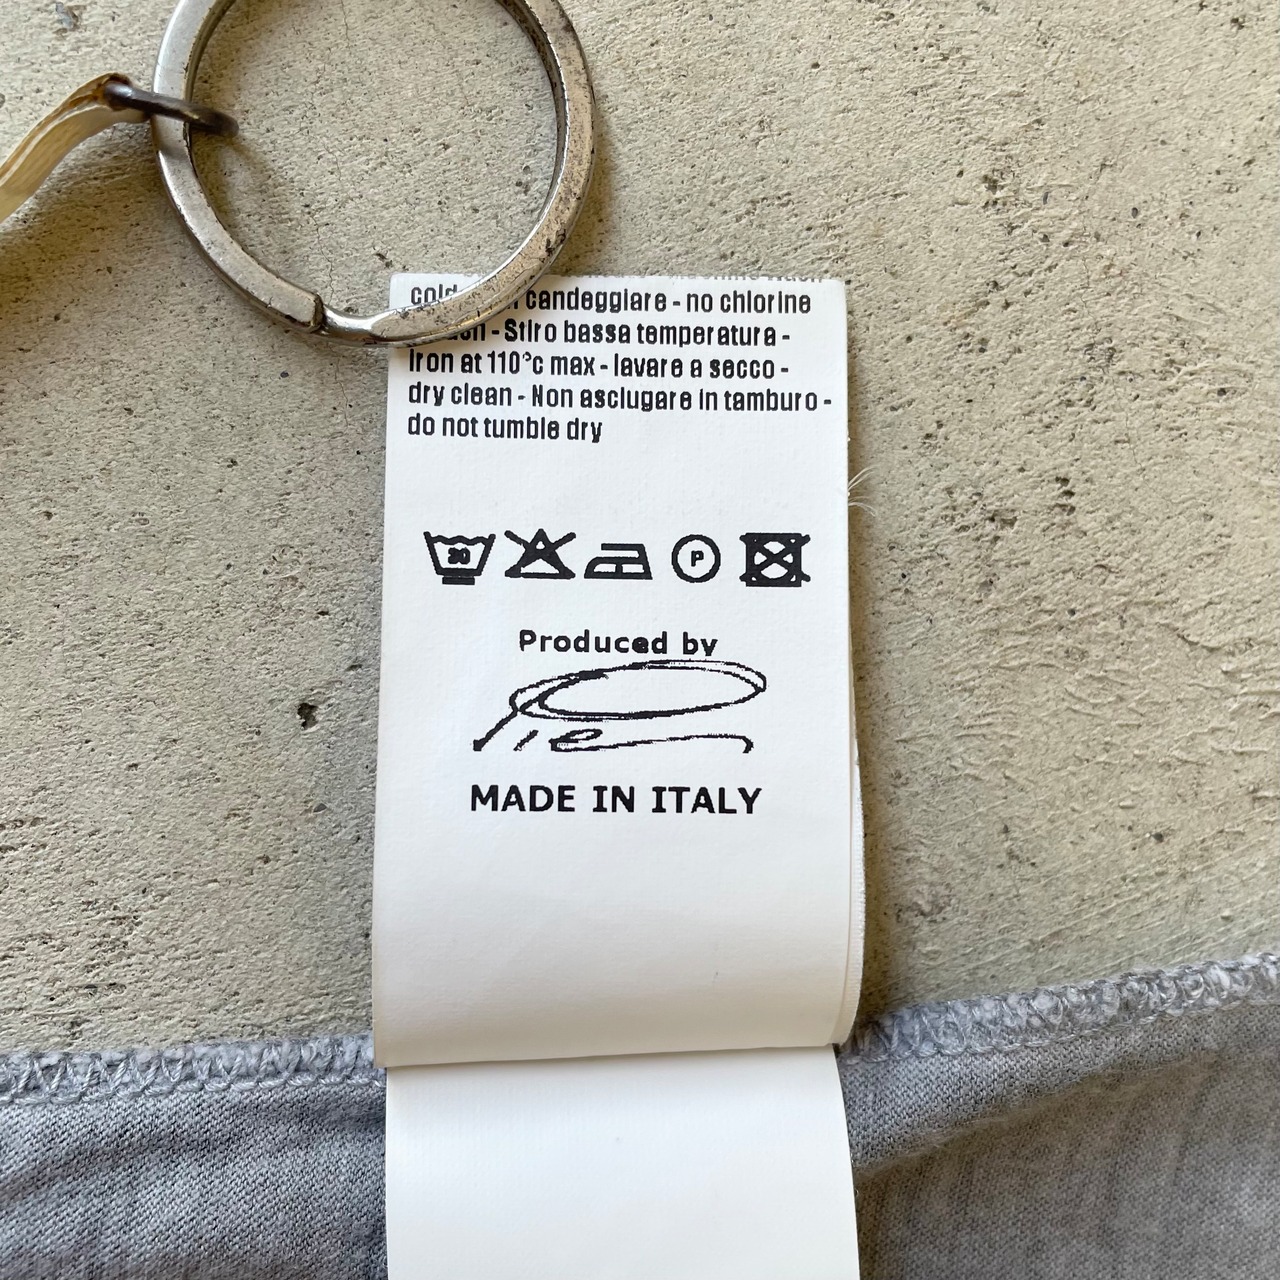 candeggiare - no chlorine
- Stiro bassa temperatura -
iron at 110°c max - lavare a secco -
dry clean - Non asciugare in tamburo -
do not tumble dry
30
P
Produced by
MADE IN ITALY